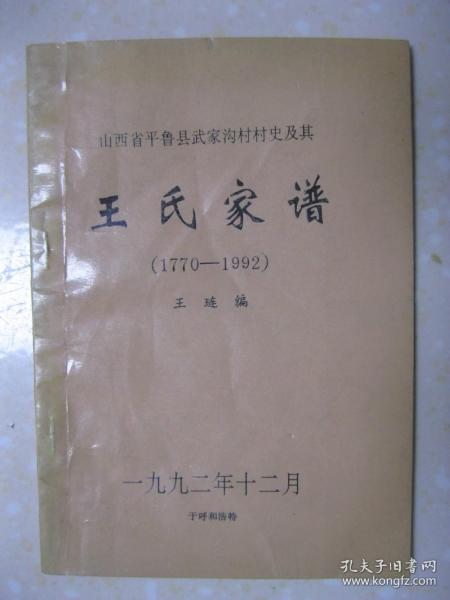 山西省平鲁县武家沟村村史及其
王氏家谱
(1770—1992)
王琏编
一九九二年十二月
于呼和浩特
孔夫子旧书网
www.kongfz.com